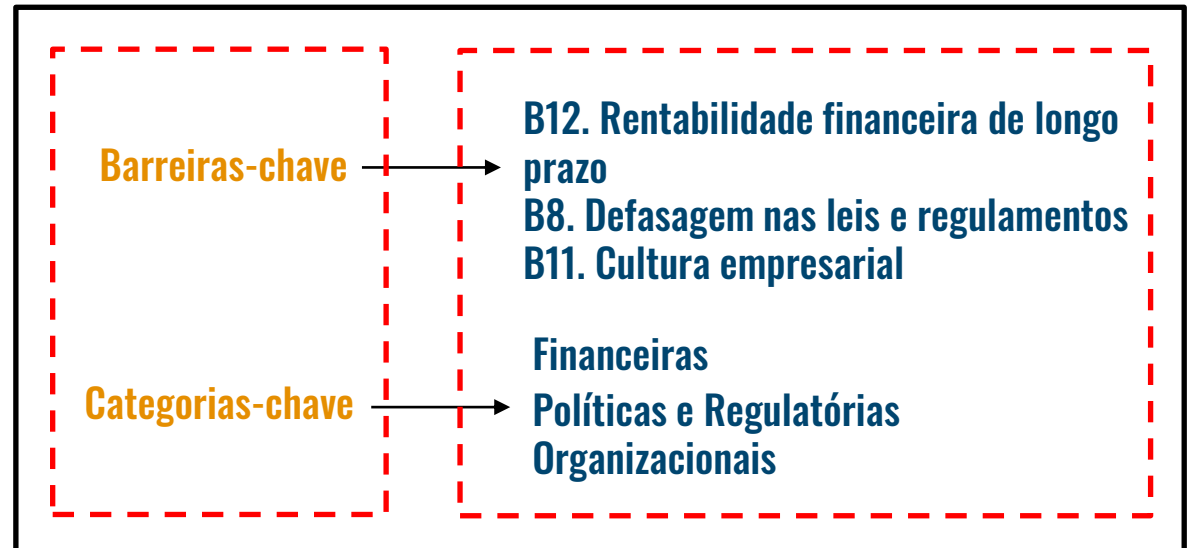 Barreiras-chave
B12. Rentabilidade financeira de longo
prazo
B8. Defasagem nas leis e regulamentos
B11. Cultura empresarial
Categorias-chave
Financeiras
Políticas e Regulatórias
Organizacionais